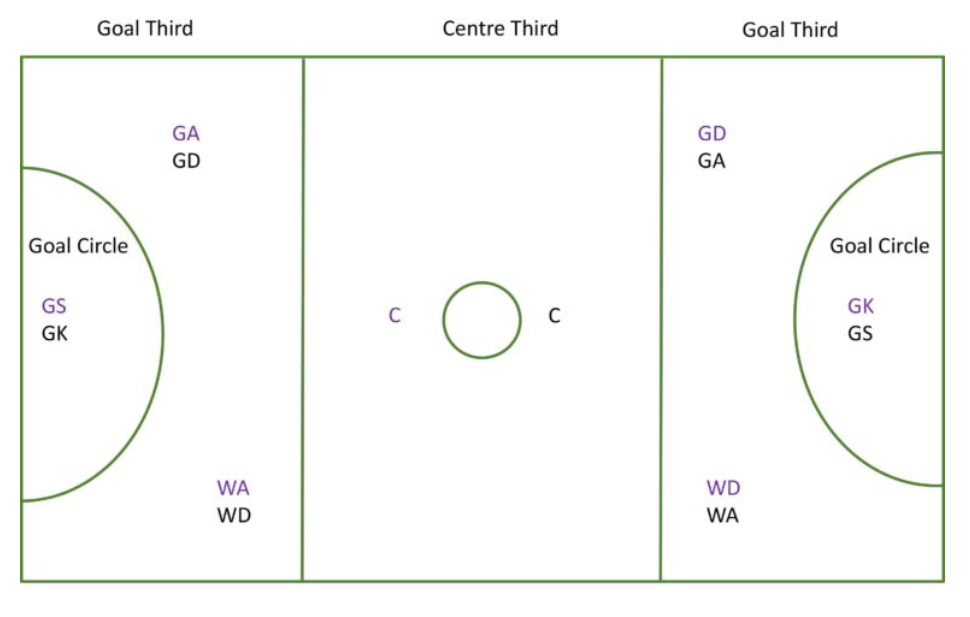 Goal Third
Centre Third
Goal Third
GA
GD
GD
GA
Goal Circle
Goal Circle
GS
GK
C
C
GK
GS
WA
WD
WD
WA